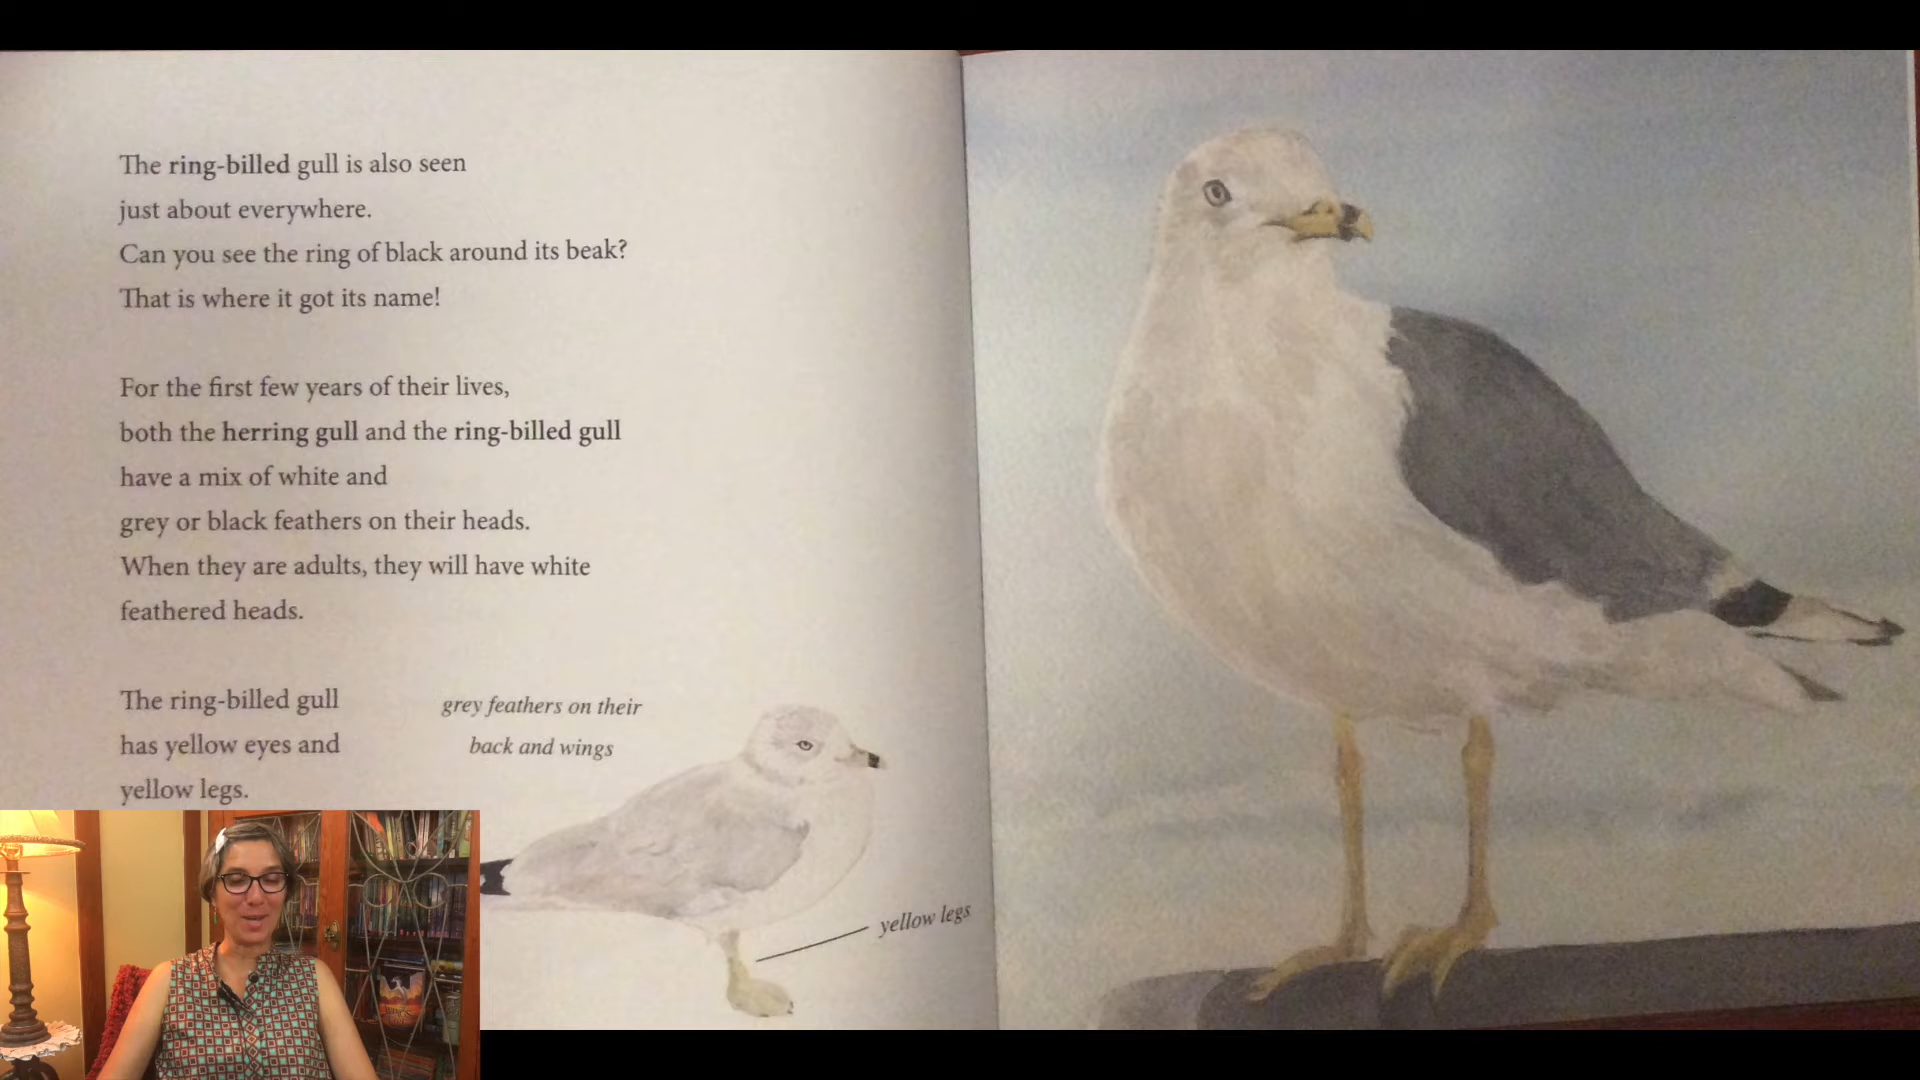 The ring-billed gull is also seen
just about everywhere.
Can you see the ring of black around its beak?
That is where it got its name!
For the first few years of their lives,
both the herring gull and the ring-billed gull
have a mix of white and
grey or black feathers on their heads.
When they are adults, they will have white
feathered heads.
The ring-billed gull
has yellow eyes and
yellow legs.
grey feathers on their
back and wings
yellow legs